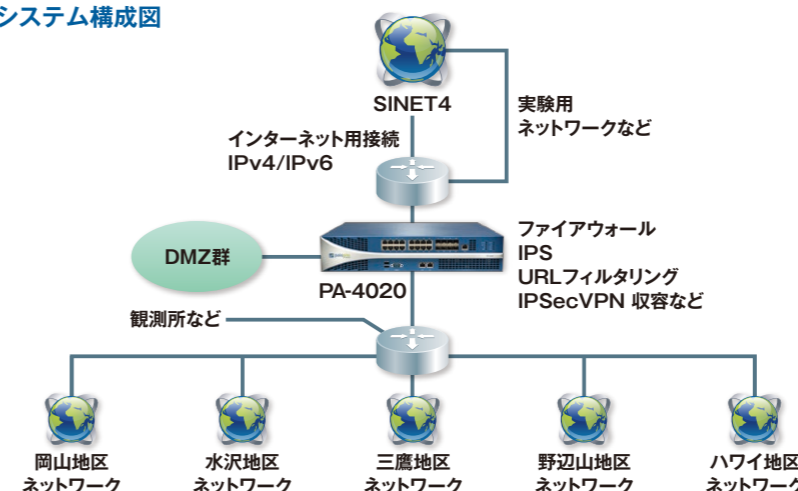 システム構成図
SINET4
実験用
ネットワークなど
インターネット用接続
IPv4/IPv6
ファイアウォール
IPS
URLフィルタリング
IPSecVPN 収容など
DMZ群
PA-4020
観測所など
岡山地区
ネットワーク
水沢地区
ネットワーク
三鷹地区
ネットワーク
野辺山地区
ネットワーク
ハワイ地区
ネットワーク